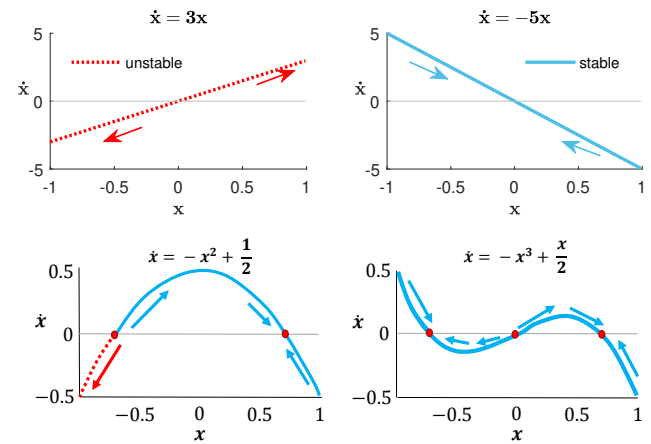 ẋ = 3x
5
unstable
ẋ
0
-5
-1
-0.5
0
0.5
1
x
ẋ = −5x
5
stable
ẋ
0
-5
-1
-0.5
0
0.5
1
x
ẋ = − x² + 1/2
0.5
ẋ
0
−0.5
−0.5
0
0.5
1
x
ẋ = − x³ + x/2
0.5
ẋ
0
−0.5
−0.5
0
0.5
1
x